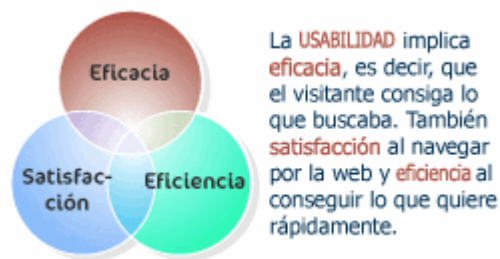 Eficacia
Satisfac-
ción
Eficiencia
La USABILIDAD implica
eficacia, es decir, que
el visitante consiga lo
que buscaba. También
satisfacción al navegar
por la web y eficiencia al
conseguir lo que quiere
rápidamente.